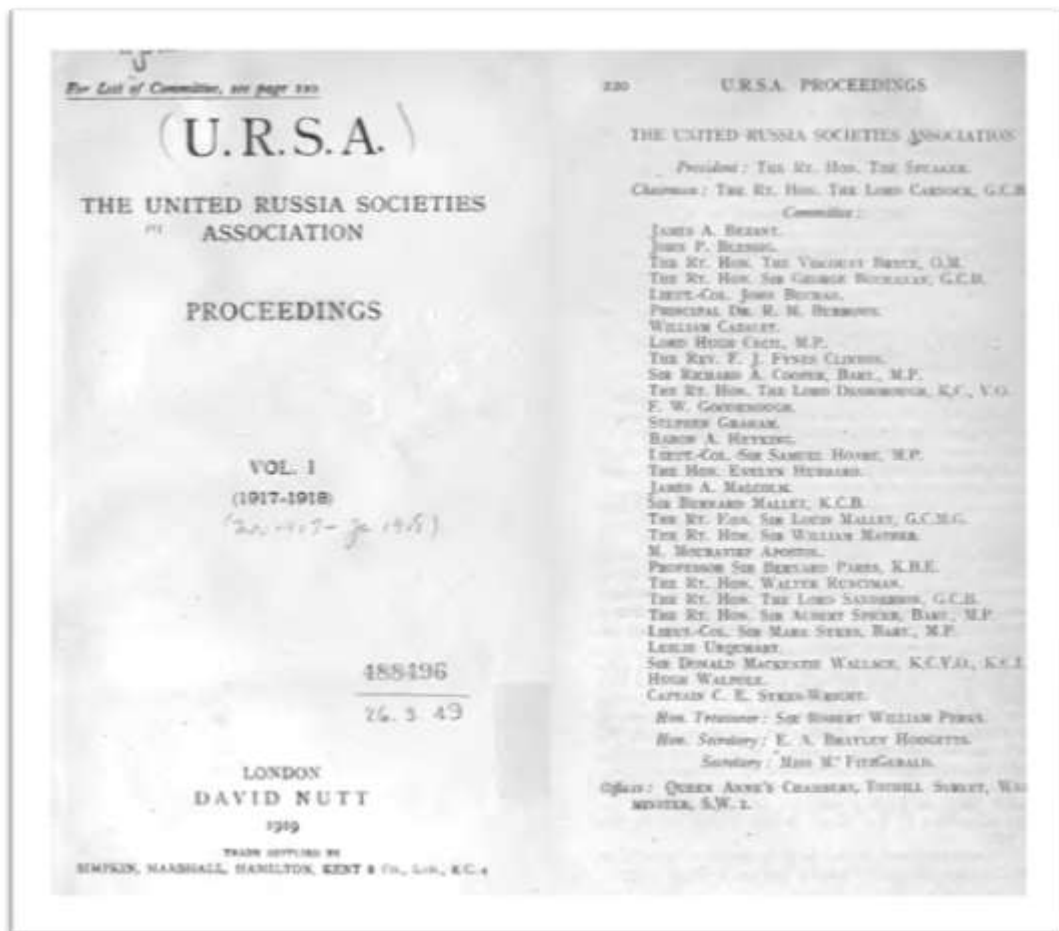 For List of Committee, see page 220
(U.R.S.A.)
THE UNITED RUSSIA SOCIETIES
ASSOCIATION
PROCEEDINGS
VOL. I
(1917-1918)
488496
26. 3. 49
LONDON
DAVID NUTT
1919
TRADE SUPPLIED BY
SIMPKIN, MARSHALL, HAMILTON, KENT & Co., Ltd., E.C. 4
220 U.R.S.A. PROCEEDINGS
THE UNITED RUSSIA SOCIETIES ASSOCIATION
President: The Rt. Hon. The Speaker.
Chairman: The Rt. Hon. The Lord Carnock, G.C.B
Committee:
James A. Bezant.
John P.
The Rt. Hon. The Viscount Bryce, O.M.
The Rt. Hon. Sir George Buchanan, G.C.B.
Lieut.-Col. John Buchan.
Principal Dr. R. M. Burrows.
William Cazalet.
Lord Hugh Cecil, M.P.
The Rev. F. J. Fynes Clinton.
Sir Richard A. Cooper, Bart., M.P.
The Rt. Hon. The Lord Desborough, K.C., V.O.
F. W. Goodenough.
Stephen Graham.
Baron A. Heyking.
Lieut.-Col. Sir Samuel Hoare, M.P.
The Hon. Evelyn Hubbard.
James A. Malcolm.
Sir Bernard Mallet, K.C.B.
The Rt. Hon. Sir Louis Mallet, G.C.M.G.
The Rt. Hon. Sir William Mather.
M. Mouravief Apostol.
Professor Sir Bernard Pares, K.B.E.
The Rt. Hon. Walter Runciman.
The Rt. Hon. The Lord Sanderson, G.C.B.
The Rt. Hon. Sir Albert Spicer, Bart., M.P.
Lieut.-Col. Sir Mark Sykes, Bart., M.P.
Leslie Urquhart.
Sir Donald Mackenzie Wallace, K.C.V.O., K.C.I
Hugh Walpole.
Captain C. E. Sykes-Wright.
Hon. Treasurer: Sir Robert William Perks.
Hon. Secretary: E. A. Brayley Hodgetts.
Secretary: Miss M. FitzGerald.
Offices: Queen Anne's Chambers, Tothill Street,
minster, S.W. 1.